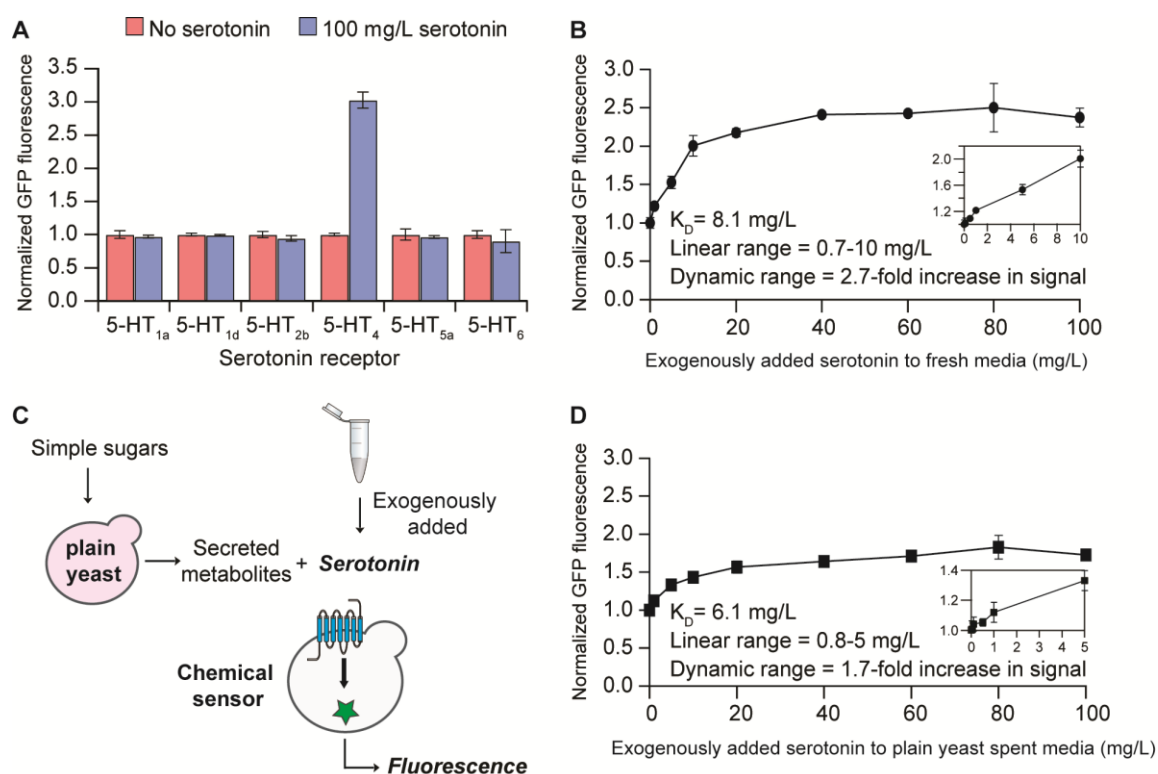 A
No serotonin
100 mg/L serotonin
Normalized GFP fluorescence
3.5
3.0
2.5
2.0
1.5
1.0
0.5
0.0
5-HT1a 5-HT1d 5-HT2b 5-HT4 5-HT5a 5-HT6
Serotonin receptor
B
Normalized GFP fluorescence
3.0
2.5
2.0
1.5
1.0
0.5
0.0
2.0
1.6
1.2
0 2 4 6 8 10
KD= 8.1 mg/L
Linear range = 0.7-10 mg/L
Dynamic range = 2.7-fold increase in signal
0 20 40 60 80 100
Exogenously added serotonin to fresh media (mg/L)
C
Simple sugars
plain
yeast
Secreted
metabolites
+
Serotonin
Exogenously
added
Chemical
sensor
Fluorescence
D
Normalized GFP fluorescence
3.0
2.5
2.0
1.5
1.0
0.5
0.0
1.4
1.2
1.0
0 1 2 3 4 5
KD= 6.1 mg/L
Linear range = 0.8-5 mg/L
Dynamic range = 1.7-fold increase in signal
0 20 40 60 80 100
Exogenously added serotonin to plain yeast spent media (mg/L)